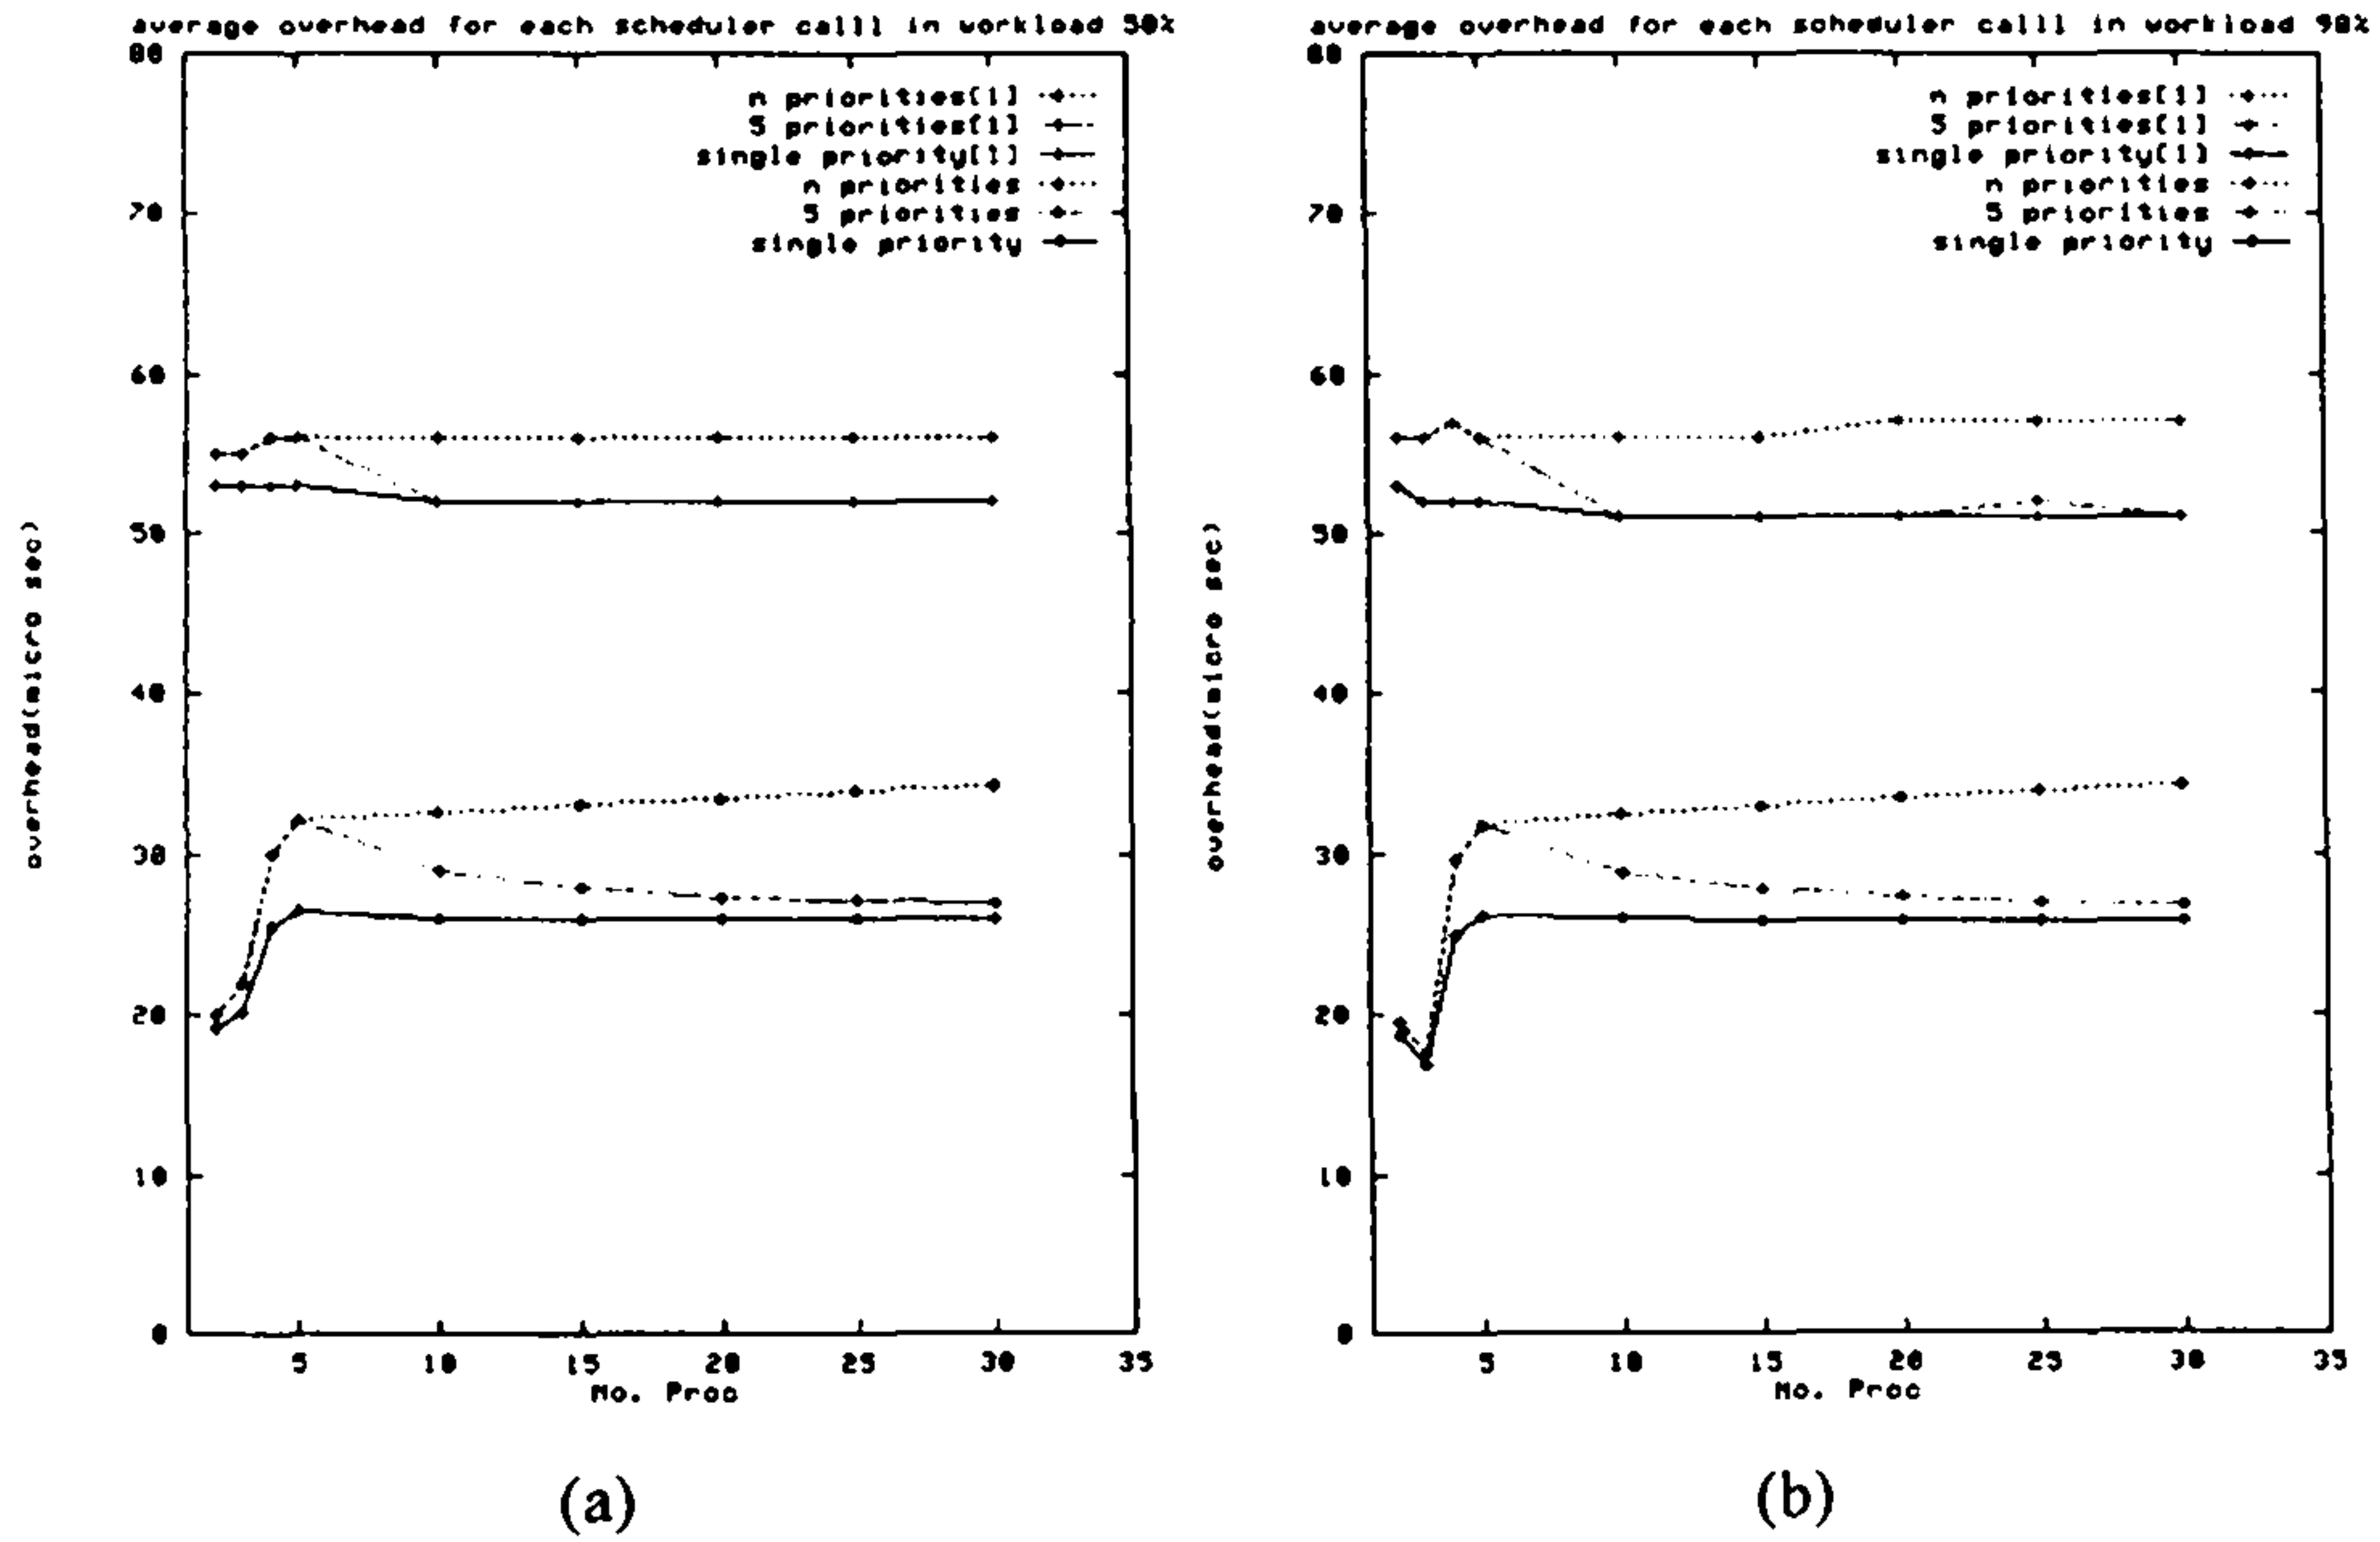 average overhead for each scheduler calll in workload 50%
80
70
60
50
40
30
20
10
0
n priorities[1]
5 priorities[1]
single priority[1]
n priorities
5 priorities
single priority
overhead(micro sec)
5 10 15 20 25 30 35
No. Proc
(a)
average overhead for each scheduler calll in workload 90%
80
70
60
50
40
30
20
10
0
n priorities[1]
5 priorities[1]
single priority[1]
n priorities
5 priorities
single priority
overhead(micro sec)
5 10 15 20 25 30 35
No. Proc
(b)